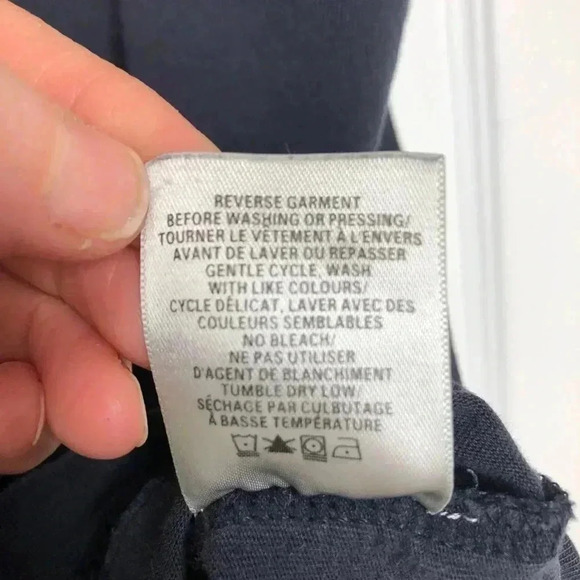 REVERSE GARMENT
BEFORE WASHING OR PRESSING/
TOURNER LE VÊTEMENT À L'ENVERS
AVANT DE LAVER OU REPASSER
GENTLE CYCLE, WASH
WITH LIKE COLOURS/
CYCLE DÉLICAT, LAVER AVEC DES
COULEURS SEMBLABLES
NO BLEACH/
NE PAS UTILISER
D'AGENT DE BLANCHIMENT
TUMBLE DRY LOW/
SÉCHAGE PAR CULBUTAGE
À BASSE TEMPÉRATURE